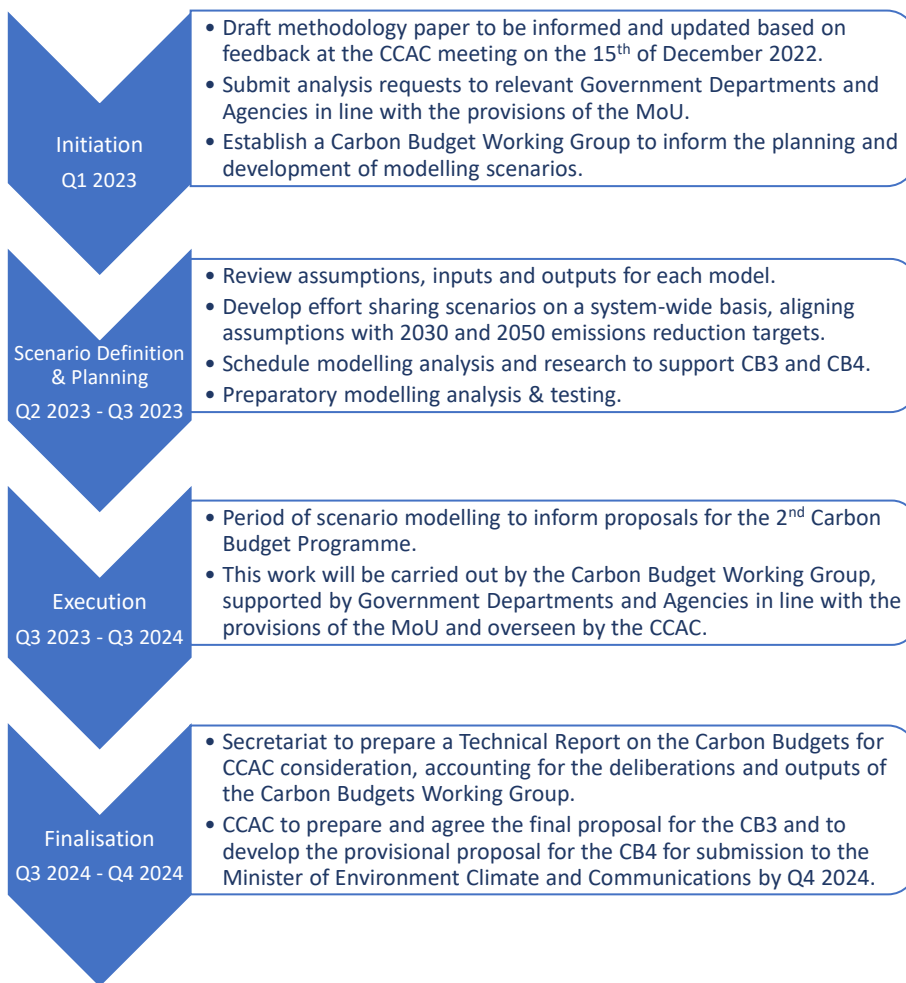 • Draft methodology paper to be informed and updated based on
feedback at the CCAC meeting on the 15th of December 2022.
• Submit analysis requests to relevant Government Departments and
Agencies in line with the provisions of the MoU.
• Establish a Carbon Budget Working Group to inform the planning and
development of modelling scenarios.
Initiation
Q1 2023
• Review assumptions, inputs and outputs for each model.
• Develop effort sharing scenarios on a system-wide basis, aligning
assumptions with 2030 and 2050 emissions reduction targets.
• Schedule modelling analysis and research to support CB3 and CB4.
• Preparatory modelling analysis & testing.
Scenario Definition
& Planning
Q2 2023 - Q3 2023
• Period of scenario modelling to inform proposals for the 2nd Carbon
Budget Programme.
• This work will be carried out by the Carbon Budget Working Group,
supported by Government Departments and Agencies in line with the
provisions of the MoU and overseen by the CCAC.
Execution
Q3 2023 - Q3 2024
• Secretariat to prepare a Technical Report on the Carbon Budgets for
CCAC consideration, accounting for the deliberations and outputs of
the Carbon Budgets Working Group.
• CCAC to prepare and agree the final proposal for the CB3 and to
develop the provisional proposal for the CB4 for submission to the
Minister of Environment Climate and Communications by Q4 2024.
Finalisation
Q3 2024 - Q4 2024